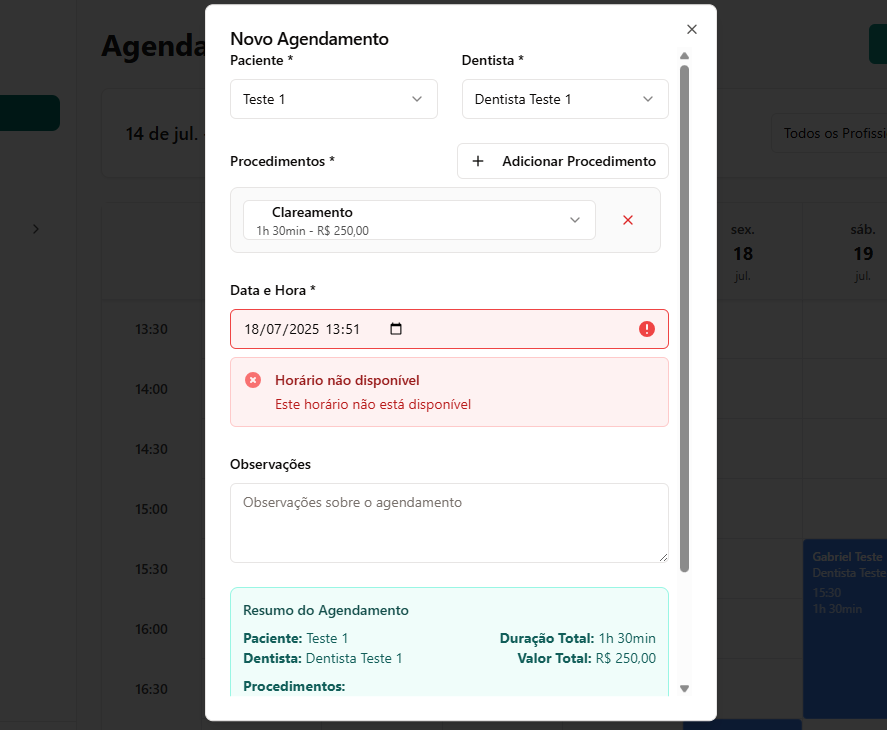 Agenda
Novo Agendamento
Paciente *
Dentista *
Teste 1
Dentista Teste 1
14 de jul.
Todos os Profissi
Procedimentos *
+ Adicionar Procedimento
Clareamento
1h 30min - R$ 250,00
sex.
18
jul.
sáb.
19
jul.
Data e Hora *
18/07/2025 13:51
Horário não disponível
Este horário não está disponível
Observações
Observações sobre o agendamento
13:30
14:00
14:30
15:00
15:30
16:00
16:30
Gabriel Teste
Dentista Teste
15:30
1h 30min
Resumo do Agendamento
Paciente: Teste 1
Duração Total: 1h 30min
Dentista: Dentista Teste 1
Valor Total: R$ 250,00
Procedimentos: